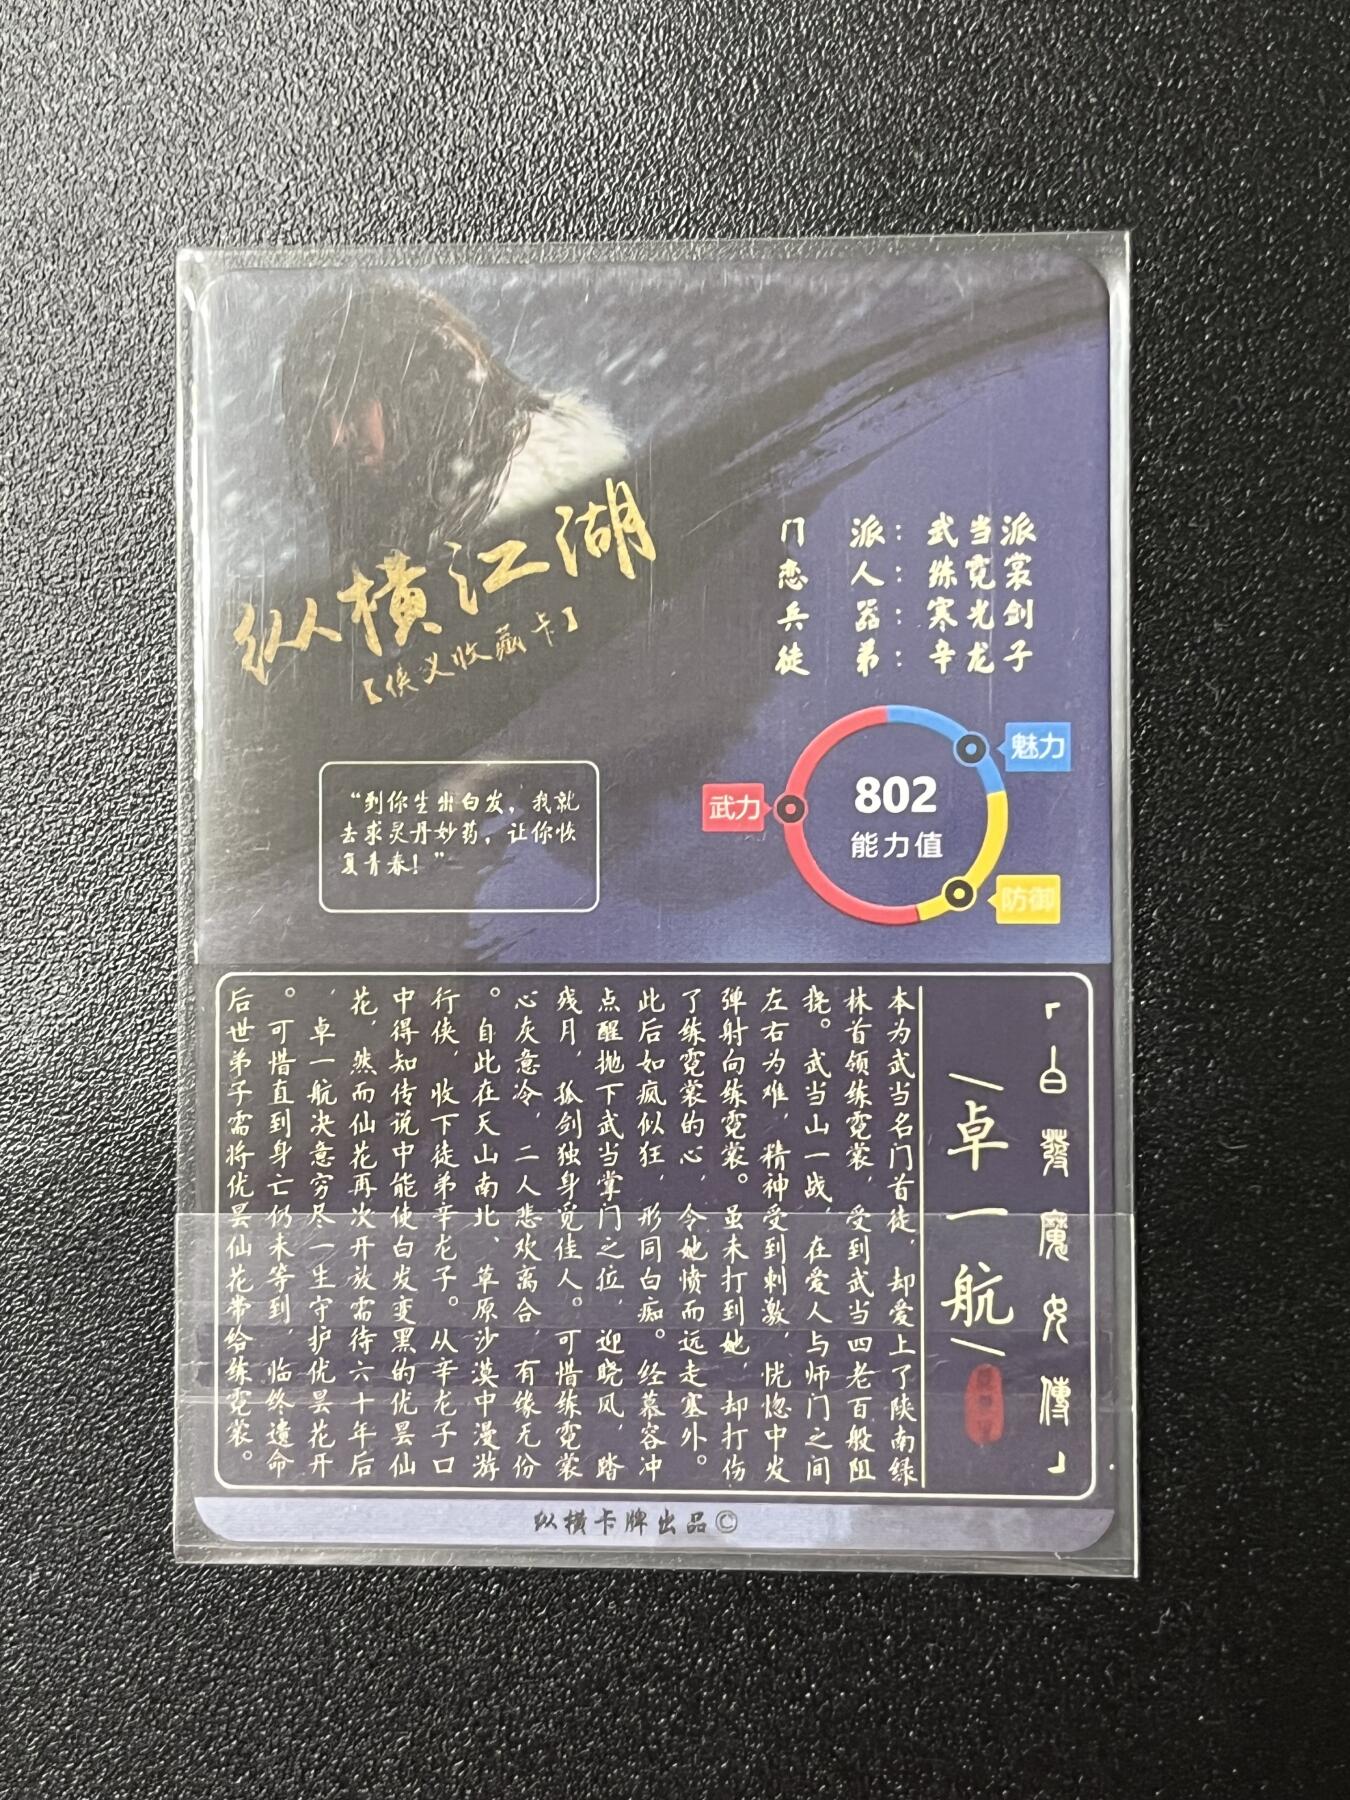 纵横江湖
【侠义收藏卡】
门派：武当派
恋人：练霓裳
兵器：寒光剑
徒弟：辛龙子
802
能力值
魅力
武力
防御
“到你生出白发，我就
去求灵丹妙药，让你恢
复青春！”
「白發魔女傳」
卓一航
本为武当名门首徒，却爱上了陕南绿
林首领练霓裳，受到武当四老百般阻
挠。武当山一战，在爱人与师门之间
左右为难，精神受到刺激，恍惚中发
弹射向练霓裳。虽未打到她，却打伤
了练霓裳的心，令她愤而远走塞外。
此后如疯似狂，形同白痴。经慕容冲
点醒抛下武当掌门之位，迎晓风，踏
残月，孤剑独身觅佳人。可惜练霓裳
心灰意冷，二人悲欢离合，有缘无份
。自此在天山南北、草原沙漠中漫游
行侠，收下徒弟辛龙子。从辛龙子口
中得知传说中能使白发变黑的优昙仙
花，然而仙花再次开放需待六十年后
，卓一航决意穷尽一生守护优昙花开
。可惜直到身亡仍未等到，临终遗命
后世弟子需将优昙仙花带给练霓裳。
纵横卡牌出品©